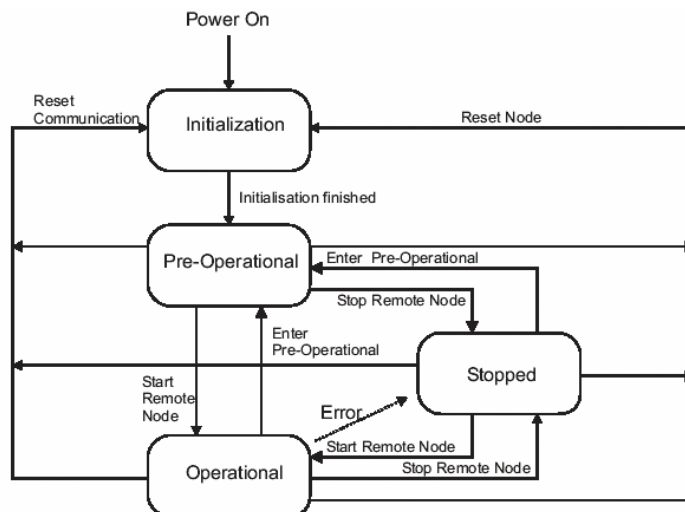 Power On
Reset
Communication
Initialization
Reset Node
Initialisation finished
Pre-Operational
Enter Pre-Operational
Stop Remote Node
Enter
Pre-Operational
Stopped
Start
Remote
Node
Error
Start Remote Node
Operational
Stop Remote Node